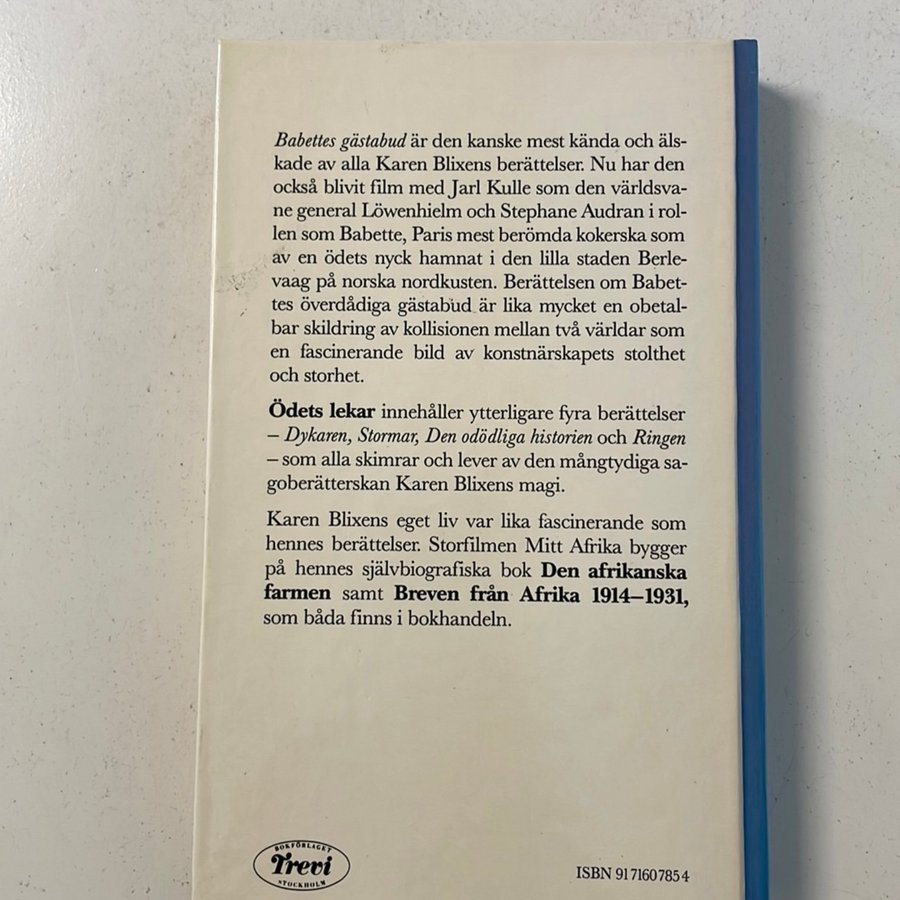 Babettes gästabud är den kanske mest kända och äls-
kade av alla Karen Blixens berättelser. Nu har den
också blivit film med Jarl Kulle som den världsva-
ne general Löwenhielm och Stephane Audran i rol-
len som Babette, Paris mest berömda kokerska som
av en ödets nyck hamnat i den lilla staden Berle-
vaag på norska nordkusten. Berättelsen om Babet-
tes överdådiga gästabud är lika mycket en obetal-
bar skildring av kollisionen mellan två världar som
en fascinerande bild av konstnärskapets stolthet
och storhet.
Ödets lekar innehåller ytterligare fyra berättelser
– Dykaren, Stormar, Den odödliga historien och Ringen
– som alla skimrar och lever av den mångtydiga sa-
goberätterskan Karen Blixens magi.
Karen Blixens eget liv var lika fascinerande som
hennes berättelser. Storfilmen Mitt Afrika bygger
på hennes självbiografiska bok Den afrikanska
farmen samt Breven från Afrika 1914–1931,
som båda finns i bokhandeln.
BOKFÖRLAGET
Trevi
STOCKHOLM
ISBN 91 7160 785 4